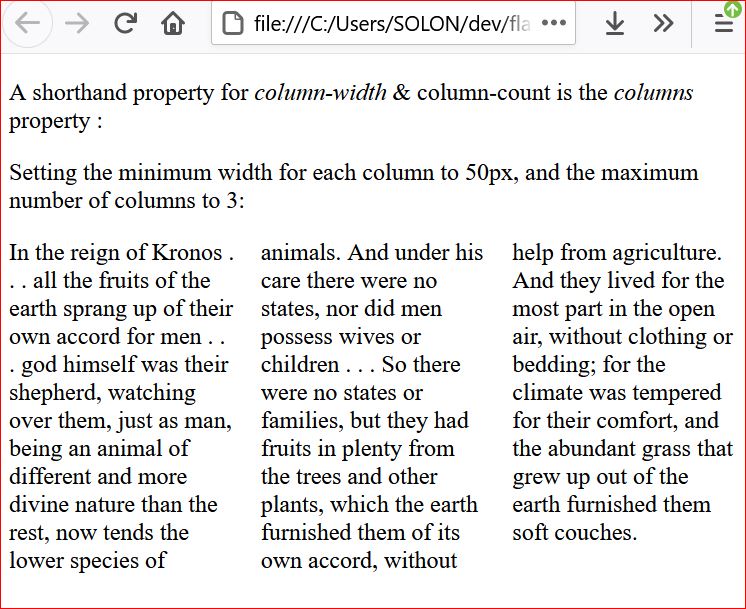 file:///C:/Users/SOLON/dev/fla
A shorthand property for column-width & column-count is the columns
property :
Setting the minimum width for each column to 50px, and the maximum
number of columns to 3:
In the reign of Kronos .
. . all the fruits of the
earth sprang up of their
own accord for men . .
. god himself was their
shepherd, watching
over them, just as man,
being an animal of
different and more
divine nature than the
rest, now tends the
lower species of
animals. And under his
care there were no
states, nor did men
possess wives or
children . . . So there
were no states or
families, but they had
fruits in plenty from
the trees and other
plants, which the earth
furnished them of its
own accord, without
help from agriculture.
And they lived for the
most part in the open
air, without clothing or
bedding; for the
climate was tempered
for their comfort, and
the abundant grass that
grew up out of the
earth furnished them
soft couches.